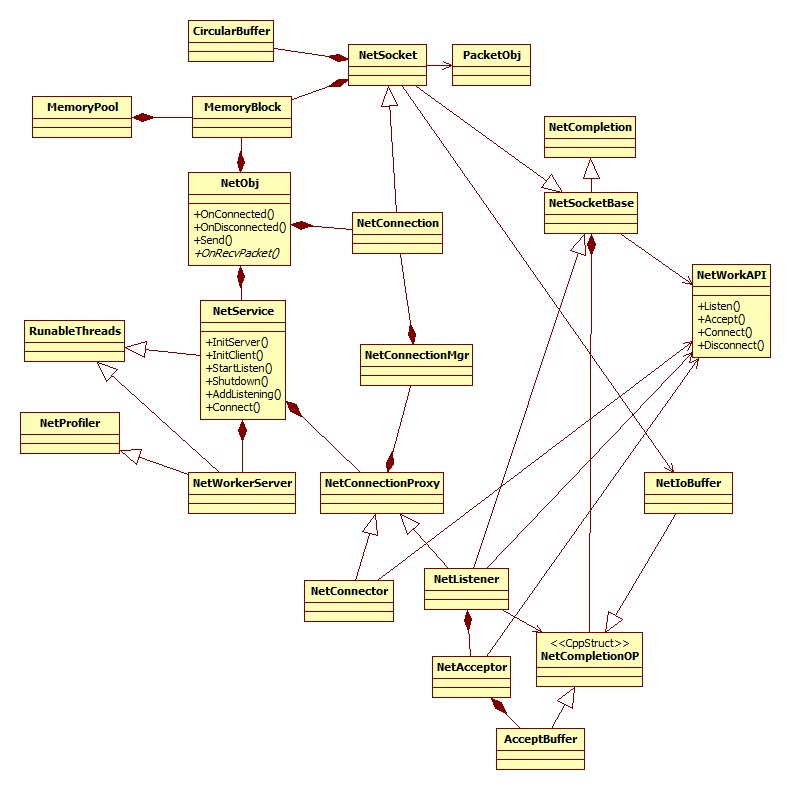 CircularBuffer
NetSocket
PacketObj
MemoryPool
MemoryBlock
NetCompletion
NetObj
+OnConnected()
+OnDisconnected()
+Send()
+OnRecvPacket()
NetConnection
NetSocketBase
NetWorkAPI
+Listen()
+Accept()
+Connect()
+Disconnect()
NetService
+InitServer()
+InitClient()
+StartListen()
+Shutdown()
+AddListening()
+Connect()
RunableThreads
NetConnectionMgr
NetProfiler
NetWorkerServer
NetConnectionProxy
NetIoBuffer
NetConnector
NetListener
<<CppStruct>>
NetCompletionOP
NetAcceptor
AcceptBuffer